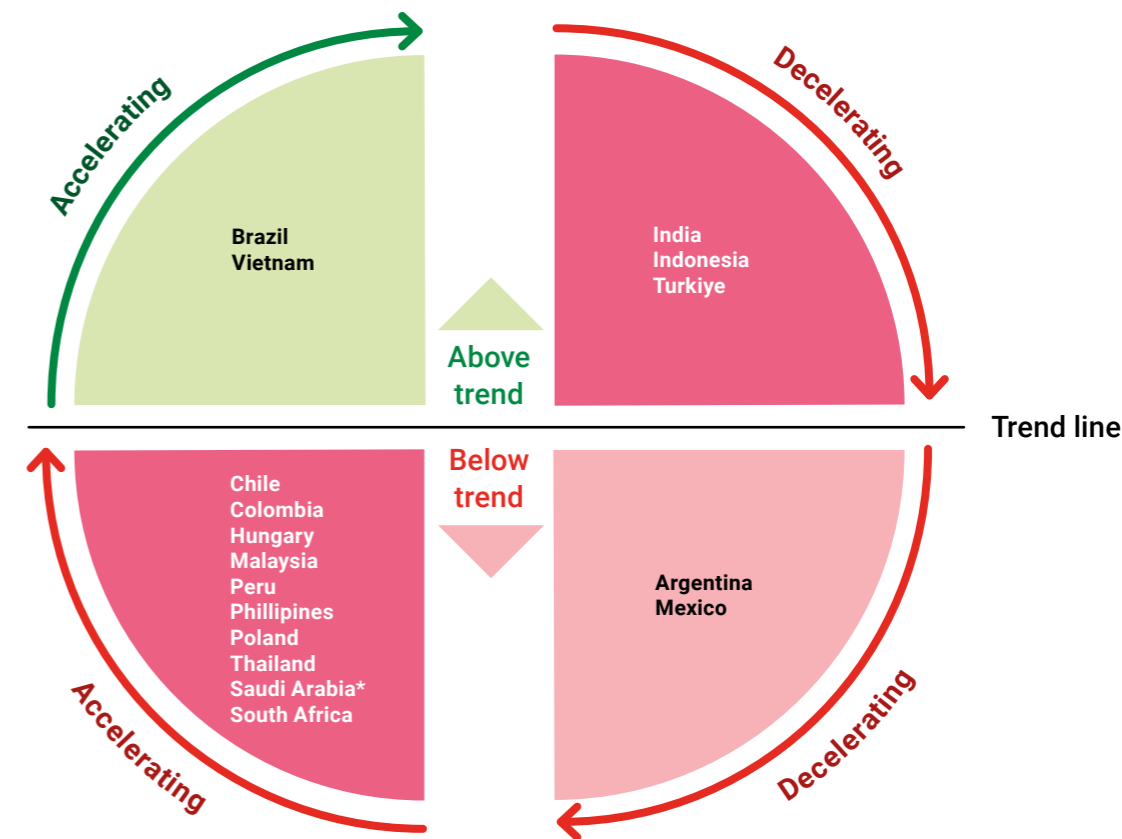 Accelerating
Decelerating
Brazil
Vietnam
India
Indonesia
Turkiye
Above
trend
Trend line
Below
trend
Chile
Colombia
Hungary
Malaysia
Peru
Phillipines
Poland
Thailand
Saudi Arabia*
South Africa
Argentina
Mexico
Accelerating
Decelerating